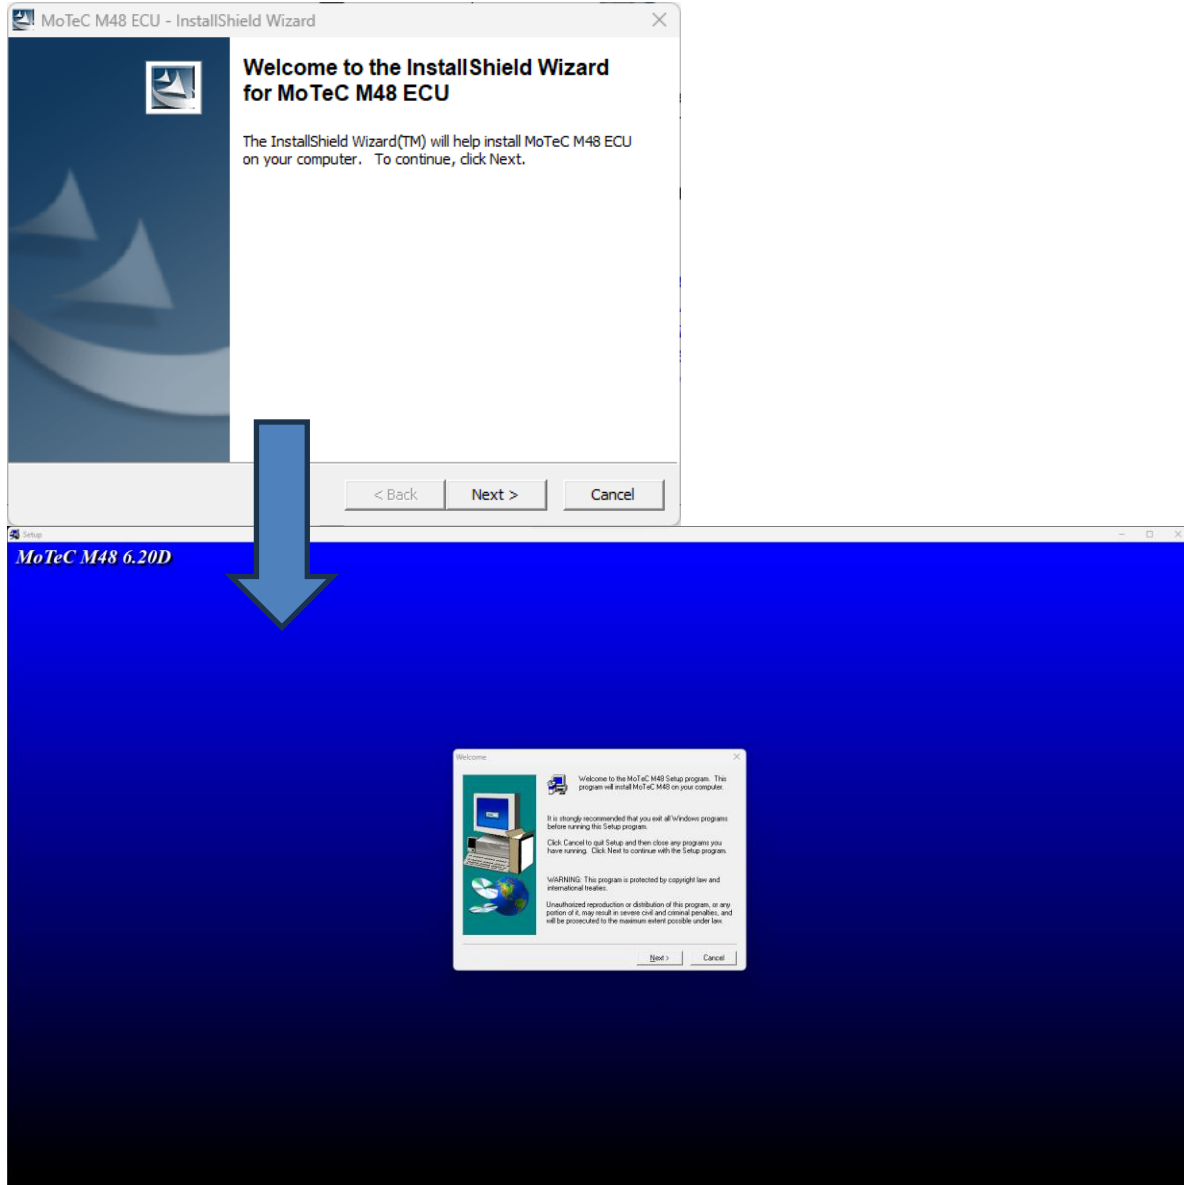 MoTeC M48 ECU - InstallShield Wizard
Welcome to the InstallShield Wizard
for MoTeC M48 ECU
The InstallShield Wizard(TM) will help install MoTeC M48 ECU
on your computer. To continue, click Next.
< Back
Next >
Cancel
Setup
MoTeC M48 6.20D
Welcome
Welcome to the MoTeC M48 Setup program. This
program will install MoTeC M48 on your computer.
It is strongly recommended that you exit all Windows programs
before running this Setup program.
Click Cancel to quit Setup and then close any programs you
have running. Click Next to continue with the Setup program.
WARNING: This program is protected by copyright law and
international treaties.
Unauthorized reproduction or distribution of this program, or any
portion of it, may result in severe civil and criminal penalties, and
will be prosecuted to the maximum extent possible under law.
Next >
Cancel